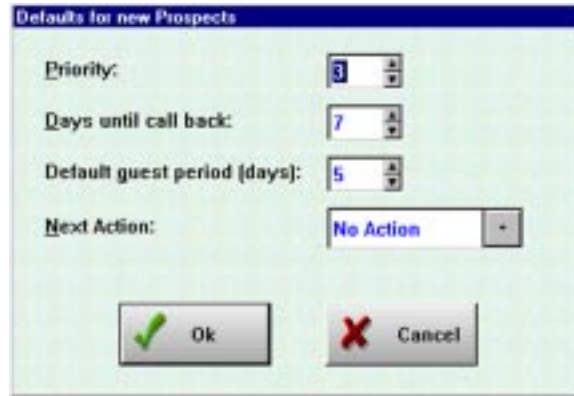 Defaults for new Prospects
Priority: 3
Days until call back: 7
Default guest period (days): 5
Next Action: No Action
Ok Cancel